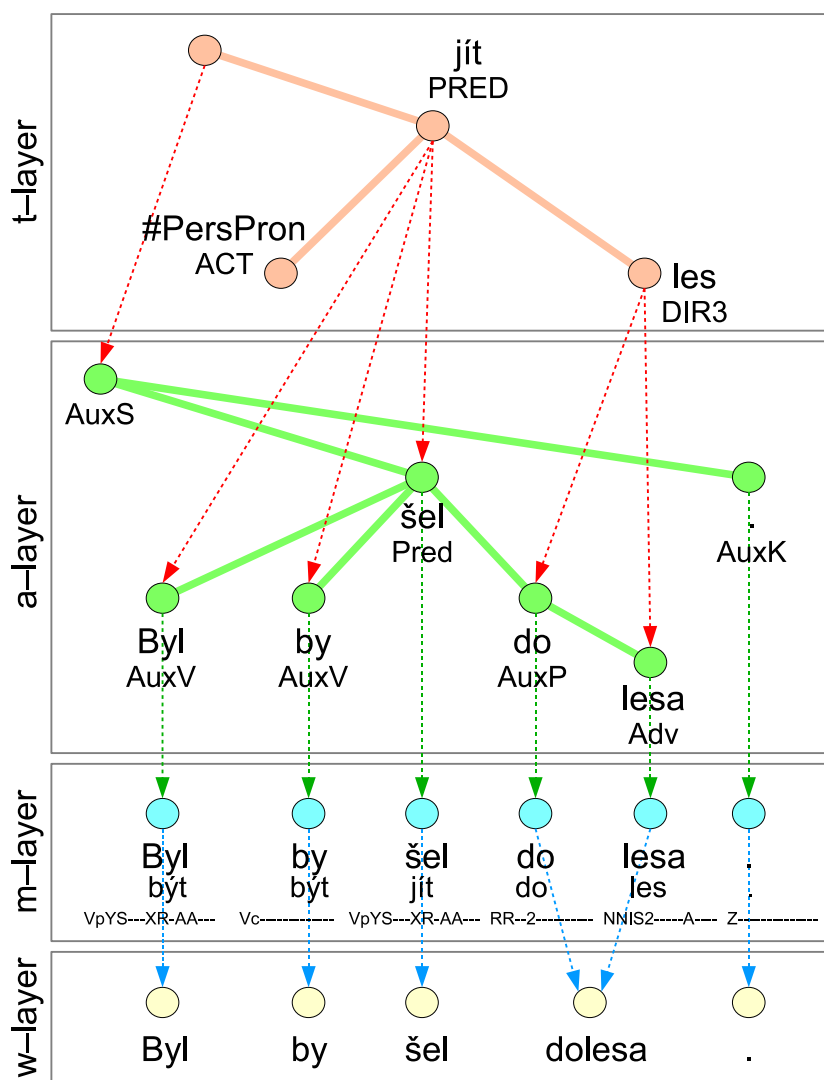 t–layer
jít
PRED
#PersPron
ACT
les
DIR3
a–layer
AuxS
šel
Pred
.
AuxK
Byl
AuxV
by
AuxV
do
AuxP
lesa
Adv
m–layer
Byl by šel do lesa .
být být jít do les .
VpYS---XR-AA--- Vc------------- VpYS---XR-AA--- RR--2---------- NNIS2-----A---- Z--------------
w–layer
Byl by šel dolesa .